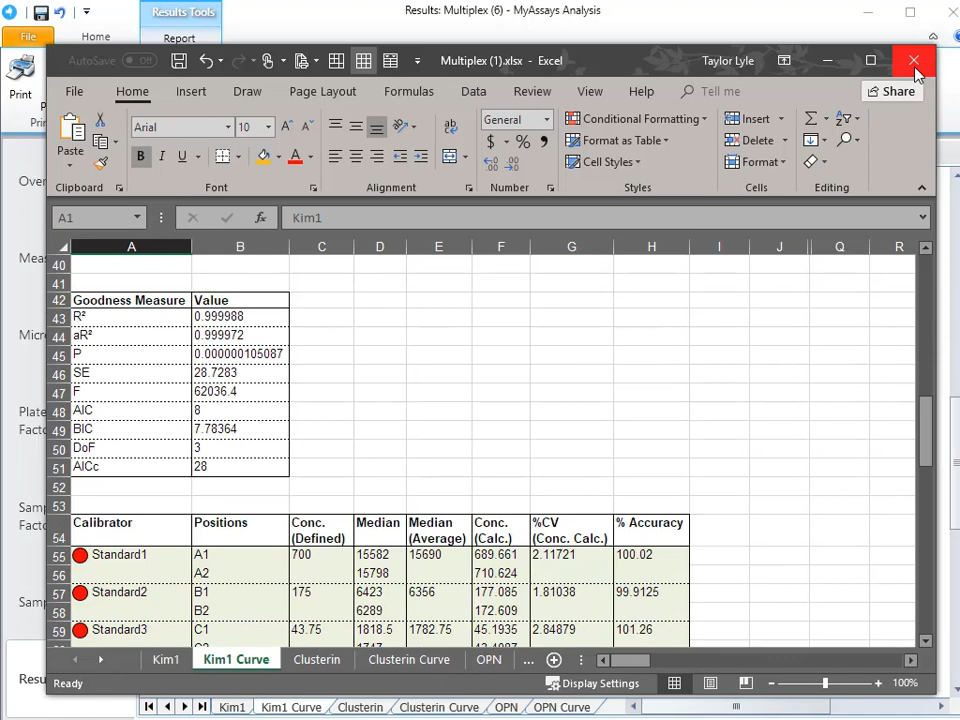 Results Tools
Results: Multiplex (6) - MyAssays Analysis
File
Home
Report
Print
AutoSave
Off
Multiplex (1).xlsx - Excel
Taylor Lyle
File
Home
Insert
Draw
Page Layout
Formulas
Data
Review
View
Help
Tell me
Share
Paste
Arial
10
B
I
U
General
$
%
Conditional Formatting
Format as Table
Cell Styles
Insert
Delete
Format
Clipboard
Font
Alignment
Number
Styles
Cells
Editing
A1
fx
Kim1
A B C D E F G H I J Q R
40
41
42 Goodness Measure Value
43 R² 0.999988
44 aR² 0.999972
45 P 0.000000105087
46 SE 28.7283
47 F 62036.4
48 AIC 8
49 BIC 7.78364
50 DoF 3
51 AICc 28
52
53
54 Calibrator Positions Conc. (Defined) Median Median (Average) Conc. (Calc.) %CV (Conc. Calc.) % Accuracy
55 Standard1 A1 700 15582 15690 689.661 2.11721 100.02
56 A2 15798 710.624
57 Standard2 B1 175 6423 6356 177.085 1.81038 99.9125
58 B2 6289 172.609
59 Standard3 C1 43.75 1818.5 1782.75 45.1935 2.84879 101.26
Kim1
Kim1 Curve
Clusterin
Clusterin Curve
OPN
...
Ready
Display Settings
100%
Kim1
Kim1 Curve
Clusterin
Clusterin Curve
OPN
OPN Curve
Over
Meas
Micro
Plate
Facto
Samp
Facto
Samp
Resu